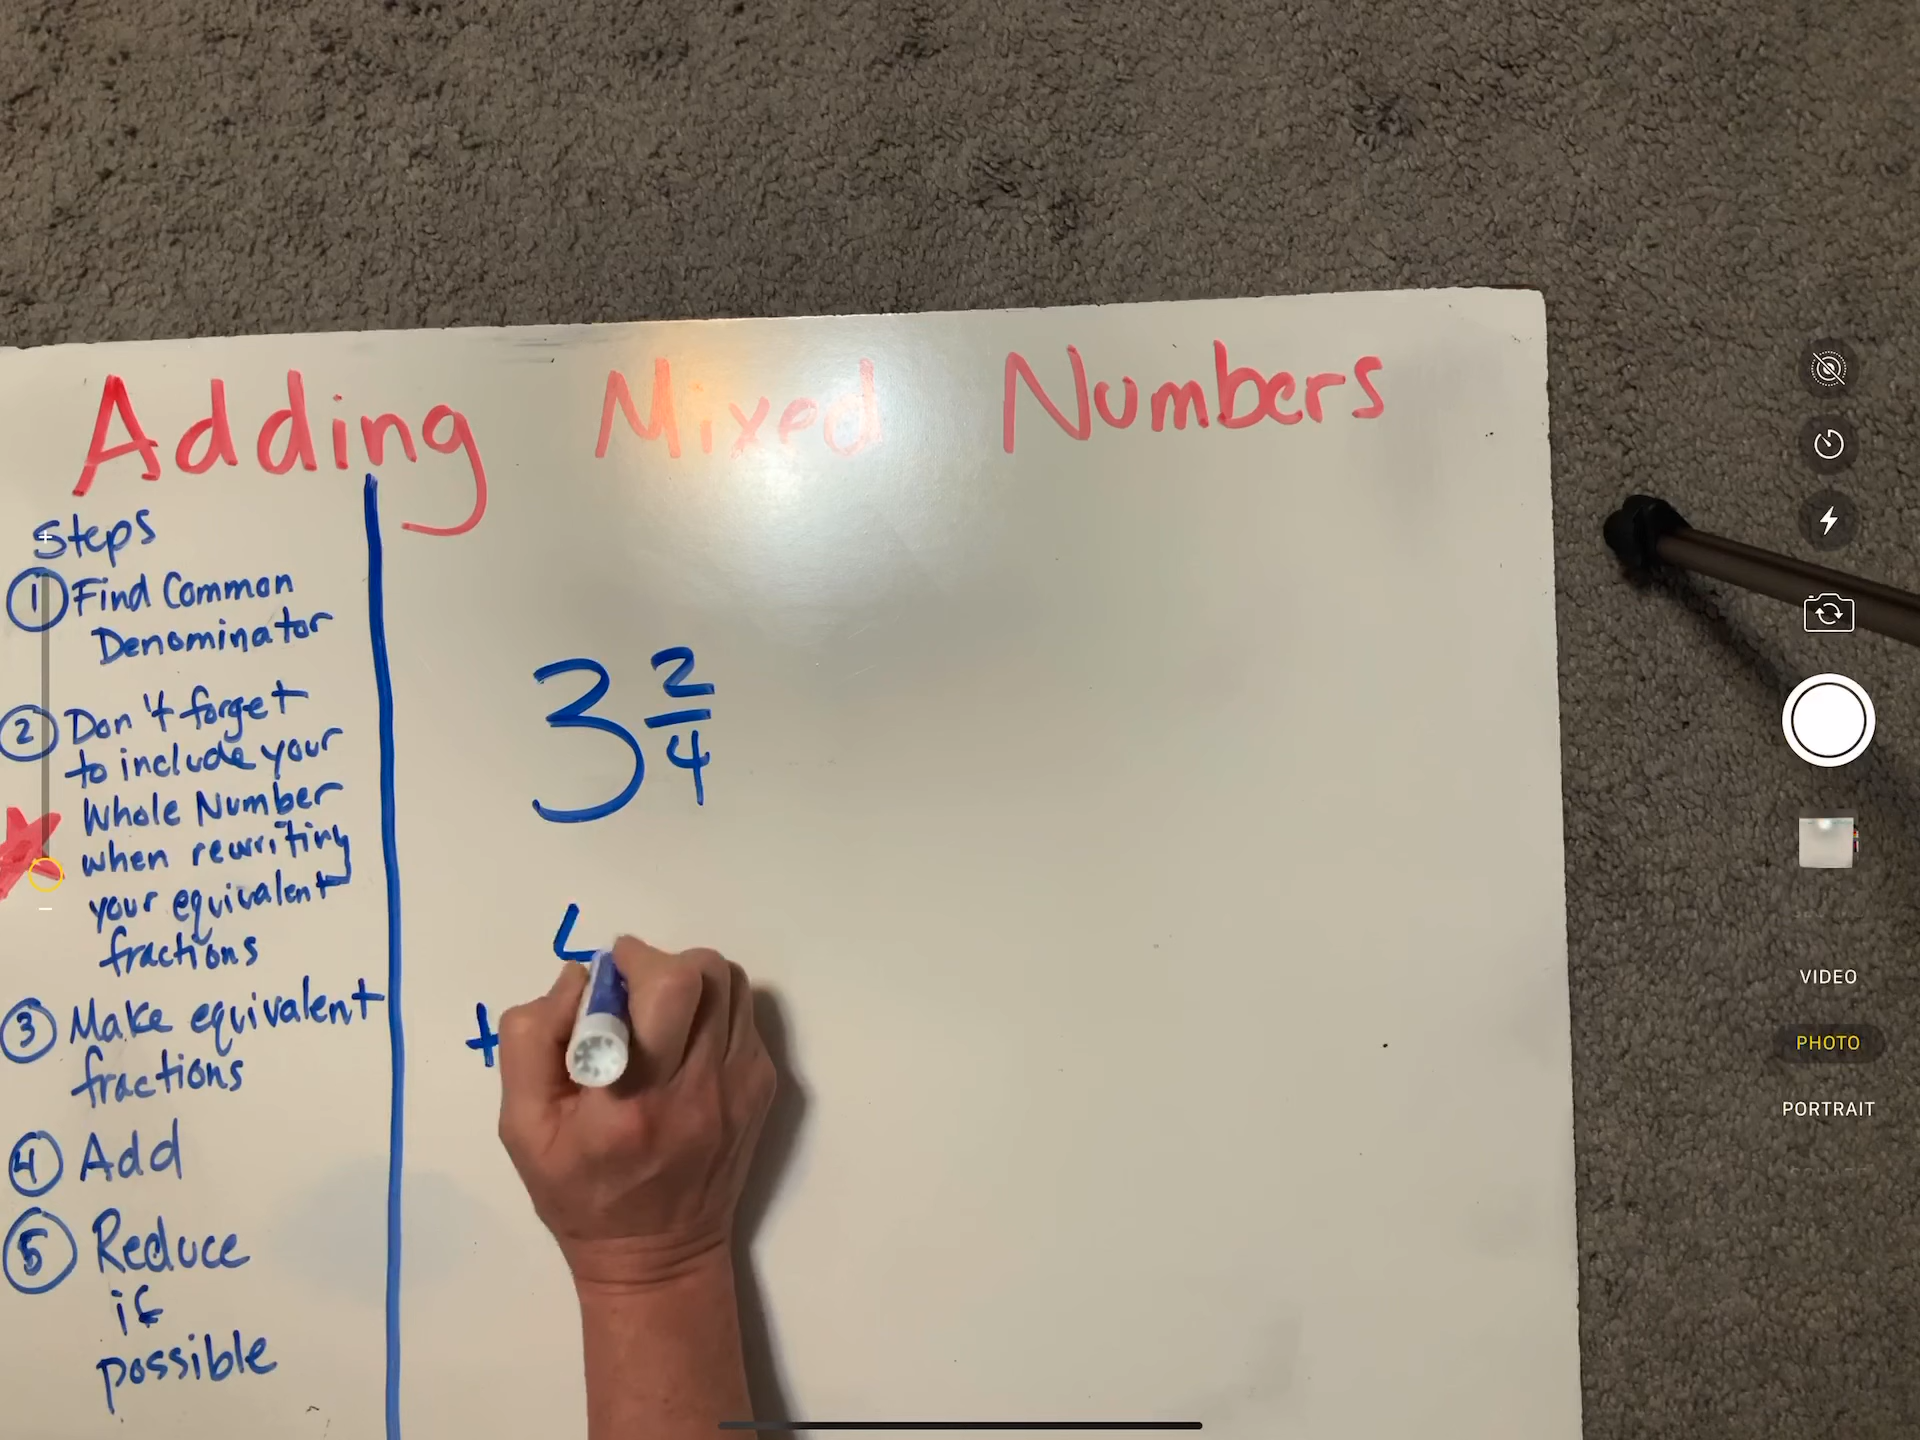 Adding Mixed Numbers
Steps
1 Find Common
Denominator
2 Don't forget
to include your
Whole Number
when rewriting
your equivalent
fractions
3 Make equivalent
fractions
4 Add
5 Reduce
if
possible
3 2/4
+
VIDEO
PHOTO
PORTRAIT